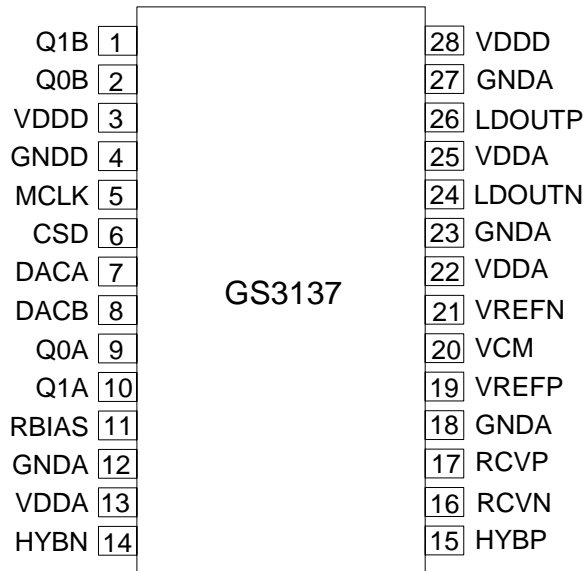 Q1B 1 28 VDDD
Q0B 2 27 GNDA
VDDD 3 26 LDOUTP
GNDD 4 25 VDDA
MCLK 5 24 LDOUTN
CSD 6 23 GNDA
DACA 7 22 VDDA
GS3137
DACB 8 21 VREFN
Q0A 9 20 VCM
Q1A 10 19 VREFP
RBIAS 11 18 GNDA
GNDA 12 17 RCVP
VDDA 13 16 RCVN
HYBN 14 15 HYBP